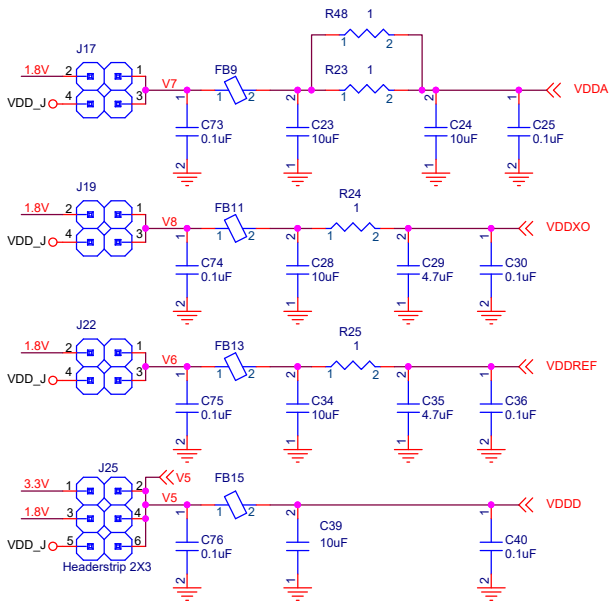 R48 1
1 2
J17
1.8V 2 1
VDD_J 4 3
V7
FB9
1 2
R23 1
1 2
VDDA
1 C73 0.1uF 2
2 C23 10uF 1
2 C24 10uF 1
1 C25 0.1uF 2
J19
1.8V 2 1
VDD_J 4 3
V8
FB11
1 2
R24
1
1 2
VDDXO
1 C74 0.1uF 2
2 C28 10uF 1
2 C29 4.7uF 1
1 C30 0.1uF 2
J22
1.8V 2 1
VDD_J 4 3
V6
FB13
1 2
R25
1
1 2
VDDREF
1 C75 0.1uF 2
2 C34 10uF 1
2 C35 4.7uF 1
1 C36 0.1uF 2
J25
3.3V 1 2
1.8V 3 4
VDD_J 5 6
Headerstrip 2X3
V5
V5
FB15
1 2
VDDD
1 C76 0.1uF 2
2 C39 10uF 1
1 C40 0.1uF 2